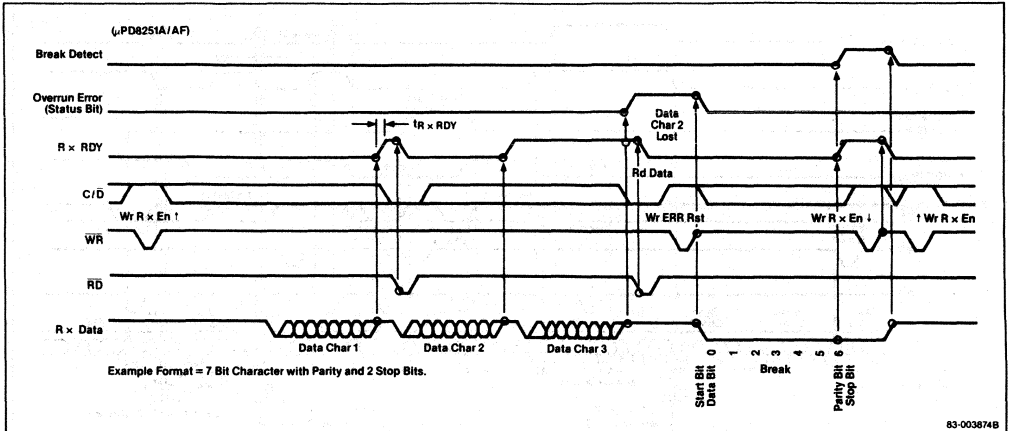 (μPD8251A/AF)
Break Detect
Overrun Error
(Status Bit)
Data
Char 2
Lost
tR × RDY
R × RDY
Rd Data
C/D̅
Wr R × En ↑
Wr ERR Rst
Wr R × En ↓
↑ Wr R × En
W̅R̅
R̅D̅
R × Data
Data Char 1
Data Char 2
Data Char 3
Start Bit
Data Bit
0 1 2 3 4 5 6
Break
Parity Bit
Stop Bit
Example Format = 7 Bit Character with Parity and 2 Stop Bits.
83-003874B